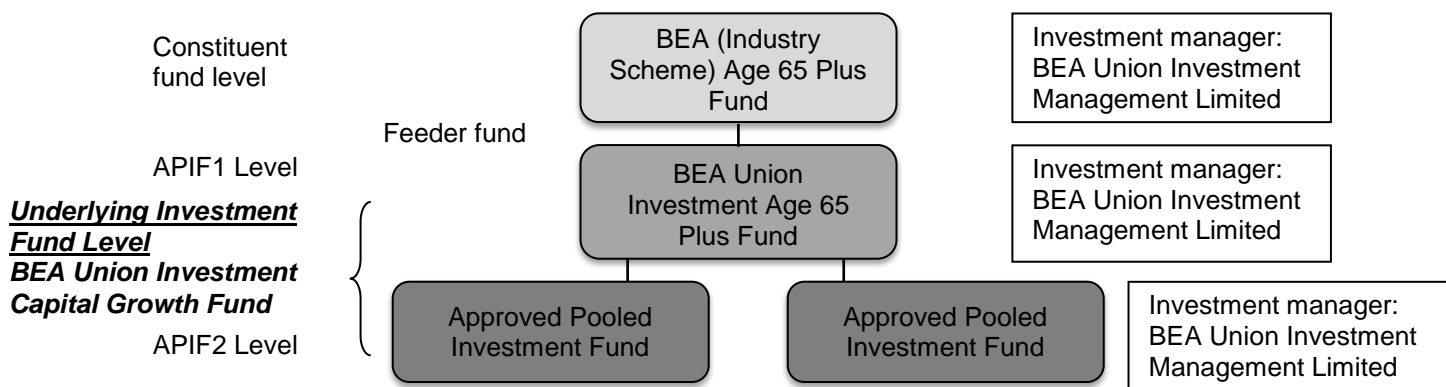 Constituent
fund level
BEA (Industry
Scheme) Age 65 Plus
Fund
Investment manager:
BEA Union Investment
Management Limited
Feeder fund
APIF1 Level
BEA Union
Investment Age 65
Plus Fund
Investment manager:
BEA Union Investment
Management Limited
Underlying Investment
Fund Level
BEA Union Investment
Capital Growth Fund
APIF2 Level
Approved Pooled
Investment Fund
Approved Pooled
Investment Fund
Investment manager:
BEA Union Investment
Management Limited